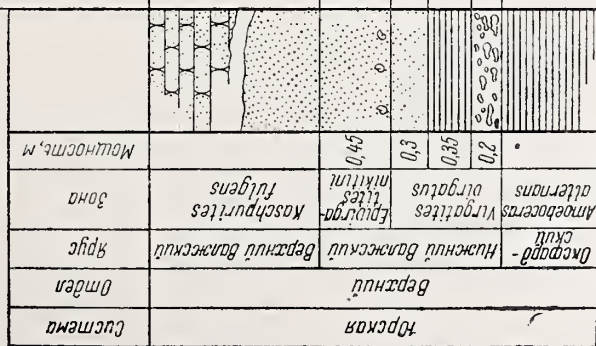 Юрская Система
Верхний Отдел
Оксфорд-
ский Нижний Волжский Верхний Волжский Ярус
Amoeboceras
alternans Virgatites
virgatus Epivirga-
tites
nikitini Kaschpurites
fulgens Зона
0,2 0,35 0,3 0,45 Мощность, м